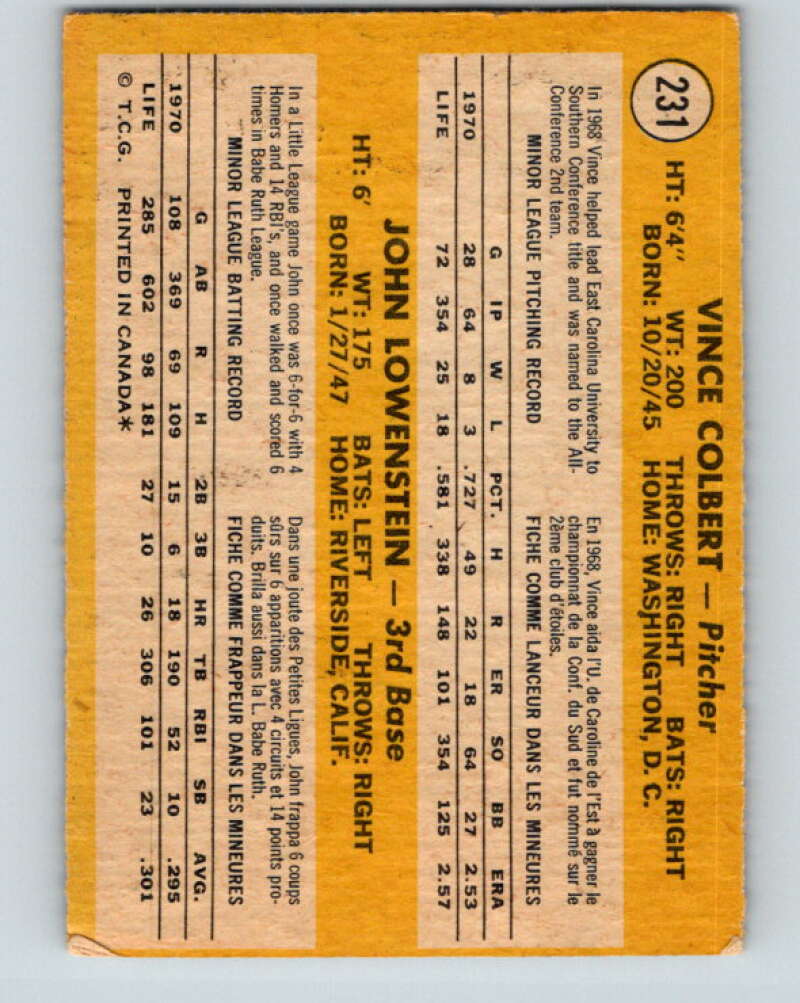 231
VINCE COLBERT — Pitcher
HT: 6'4" WT: 200 THROWS: RIGHT BATS: RIGHT
BORN: 10/20/45 HOME: WASHINGTON, D. C.
In 1968 Vince helped lead East Carolina University to
Southern Conference title and was named to the All-
Conference 2nd team.
En 1968, Vince aida l'U. de Caroline de l'Est à gagner le
championnat de la Conf. du Sud et fut nommé sur le
2ème club d'étoiles.
MINOR LEAGUE PITCHING RECORD FICHE COMME LANCEUR DANS LES MINEURES
G IP W L PCT. H R ER SO BB ERA
1970 28 64 8 3 .727 49 22 18 64 27 2.53
LIFE 72 354 25 18 .581 338 148 101 354 125 2.57
JOHN LOWENSTEIN — 3rd Base
HT: 6' WT: 175 BATS: LEFT THROWS: RIGHT
BORN: 1/27/47 HOME: RIVERSIDE, CALIF.
In a Little League game John once was 6-for-6 with 4
Homers and 14 RBI's, and once walked and scored 6
times in Babe Ruth League.
Dans une joute des Petites Ligues, John frappa 6 coups
sûrs sur 6 apparitions avec 4 circuits et 14 points pro-
duits. Brilla aussi dans la L. Babe Ruth.
MINOR LEAGUE BATTING RECORD FICHE COMME FRAPPEUR DANS LES MINEURES
G AB R H 2B 3B HR TB RBI SB AVG.
1970 108 369 69 109 15 6 18 190 52 10 .295
LIFE 285 602 98 181 27 10 26 306 101 23 .301
© T.C.G. PRINTED IN CANADA*